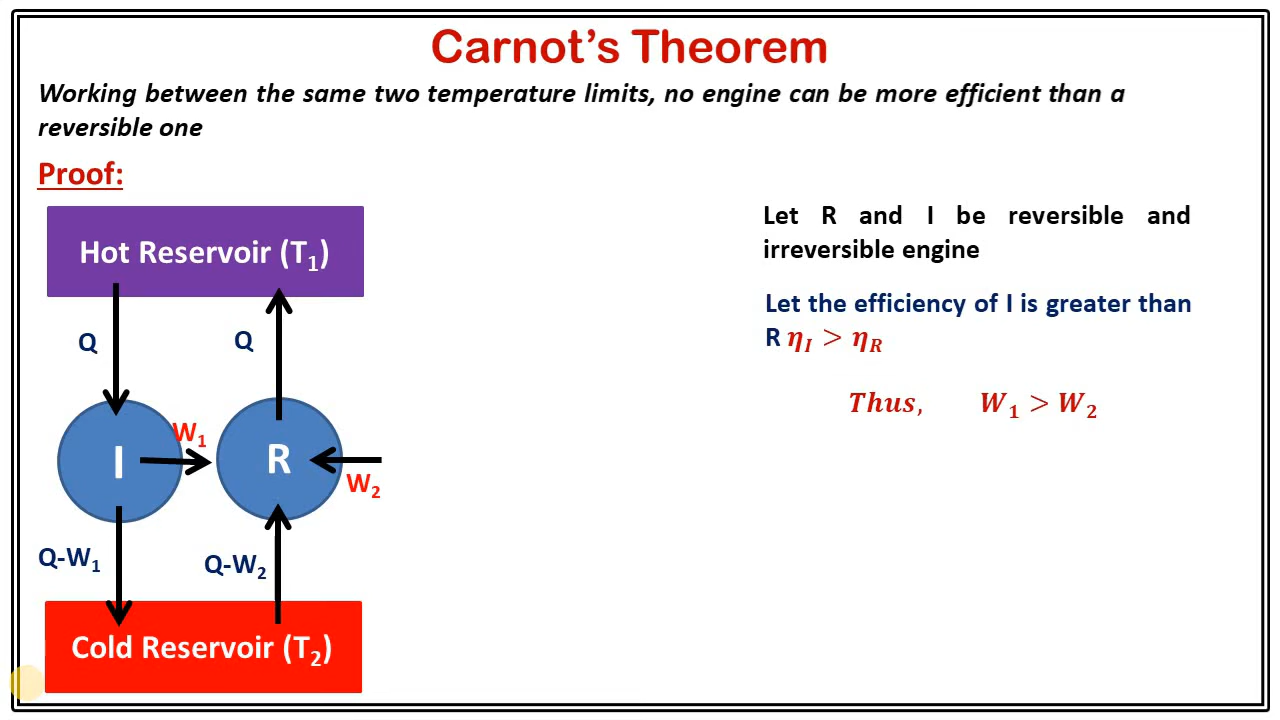 Carnot’s Theorem
Working between the same two temperature limits, no engine can be more efficient than a
reversible one
Proof:
Hot Reservoir (T₁)
Q
Q
I
W₁
R
W₂
Q-W₁
Q-W₂
Cold Reservoir (T₂)
Let R and I be reversible and
irreversible engine
Let the efficiency of I is greater than
R η_I > η_R
Thus, W₁ > W₂